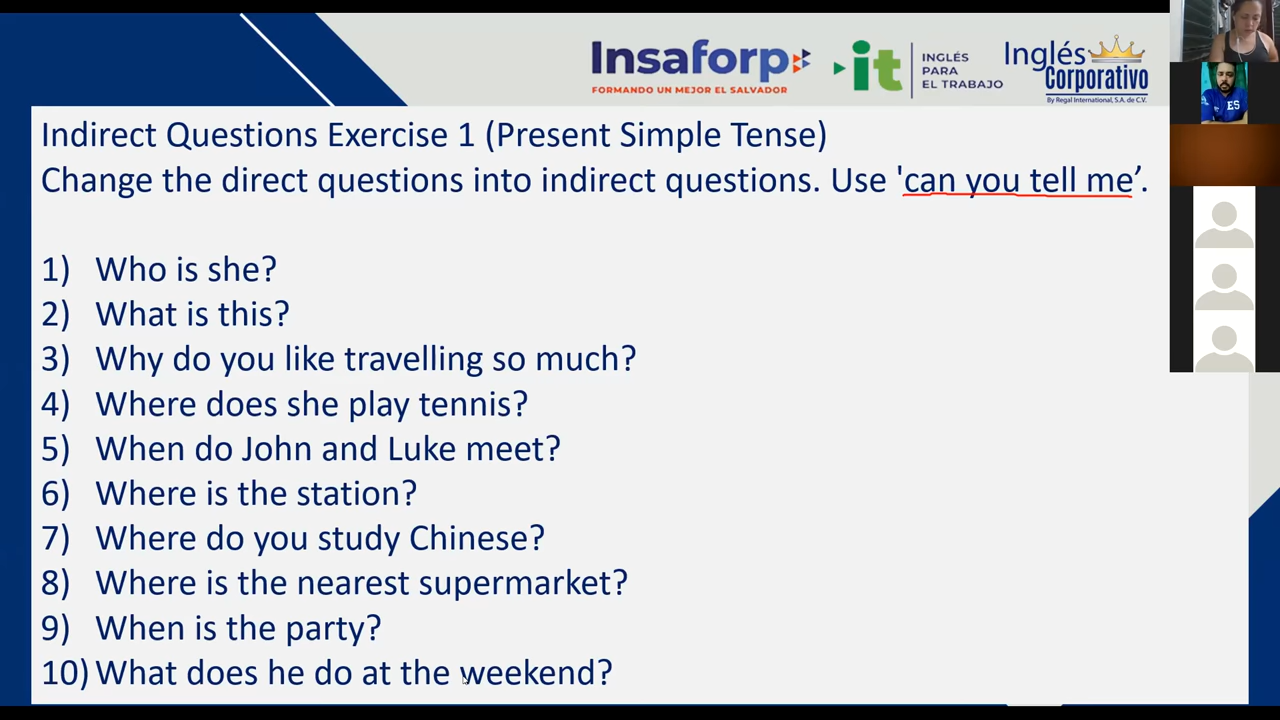 Insaforp
FORMANDO UN MEJOR EL SALVADOR
it
INGLÉS
PARA
EL TRABAJO
Inglés
Corporativo
By Regal International, S.A. de C.V.
ES
Indirect Questions Exercise 1 (Present Simple Tense)
Change the direct questions into indirect questions. Use 'can you tell me’.
1) Who is she?
2) What is this?
3) Why do you like travelling so much?
4) Where does she play tennis?
5) When do John and Luke meet?
6) Where is the station?
7) Where do you study Chinese?
8) Where is the nearest supermarket?
9) When is the party?
10) What does he do at the weekend?